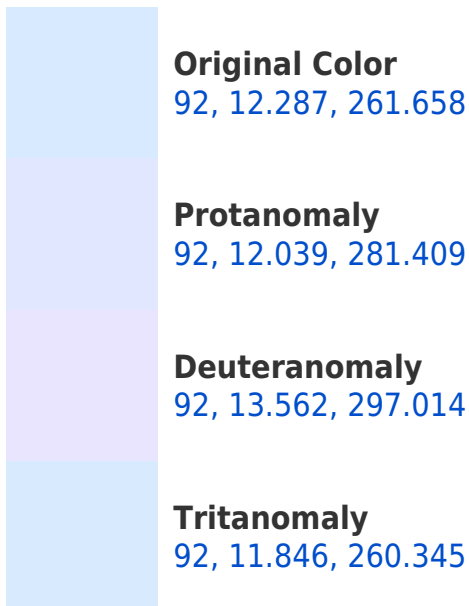 Original Color
92, 12.287, 261.658
Protanomaly
92, 12.039, 281.409
Deuteranomaly
92, 13.562, 297.014
Tritanomaly
92, 11.846, 260.345